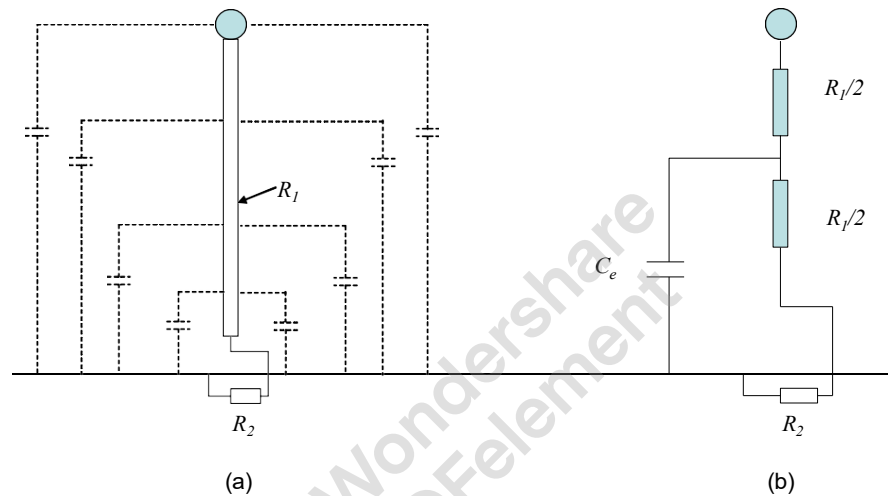 R₁/2
R₁
R₁/2
Cₑ
R₂
R₂
(a)
(b)
Wondershare
PDFelement